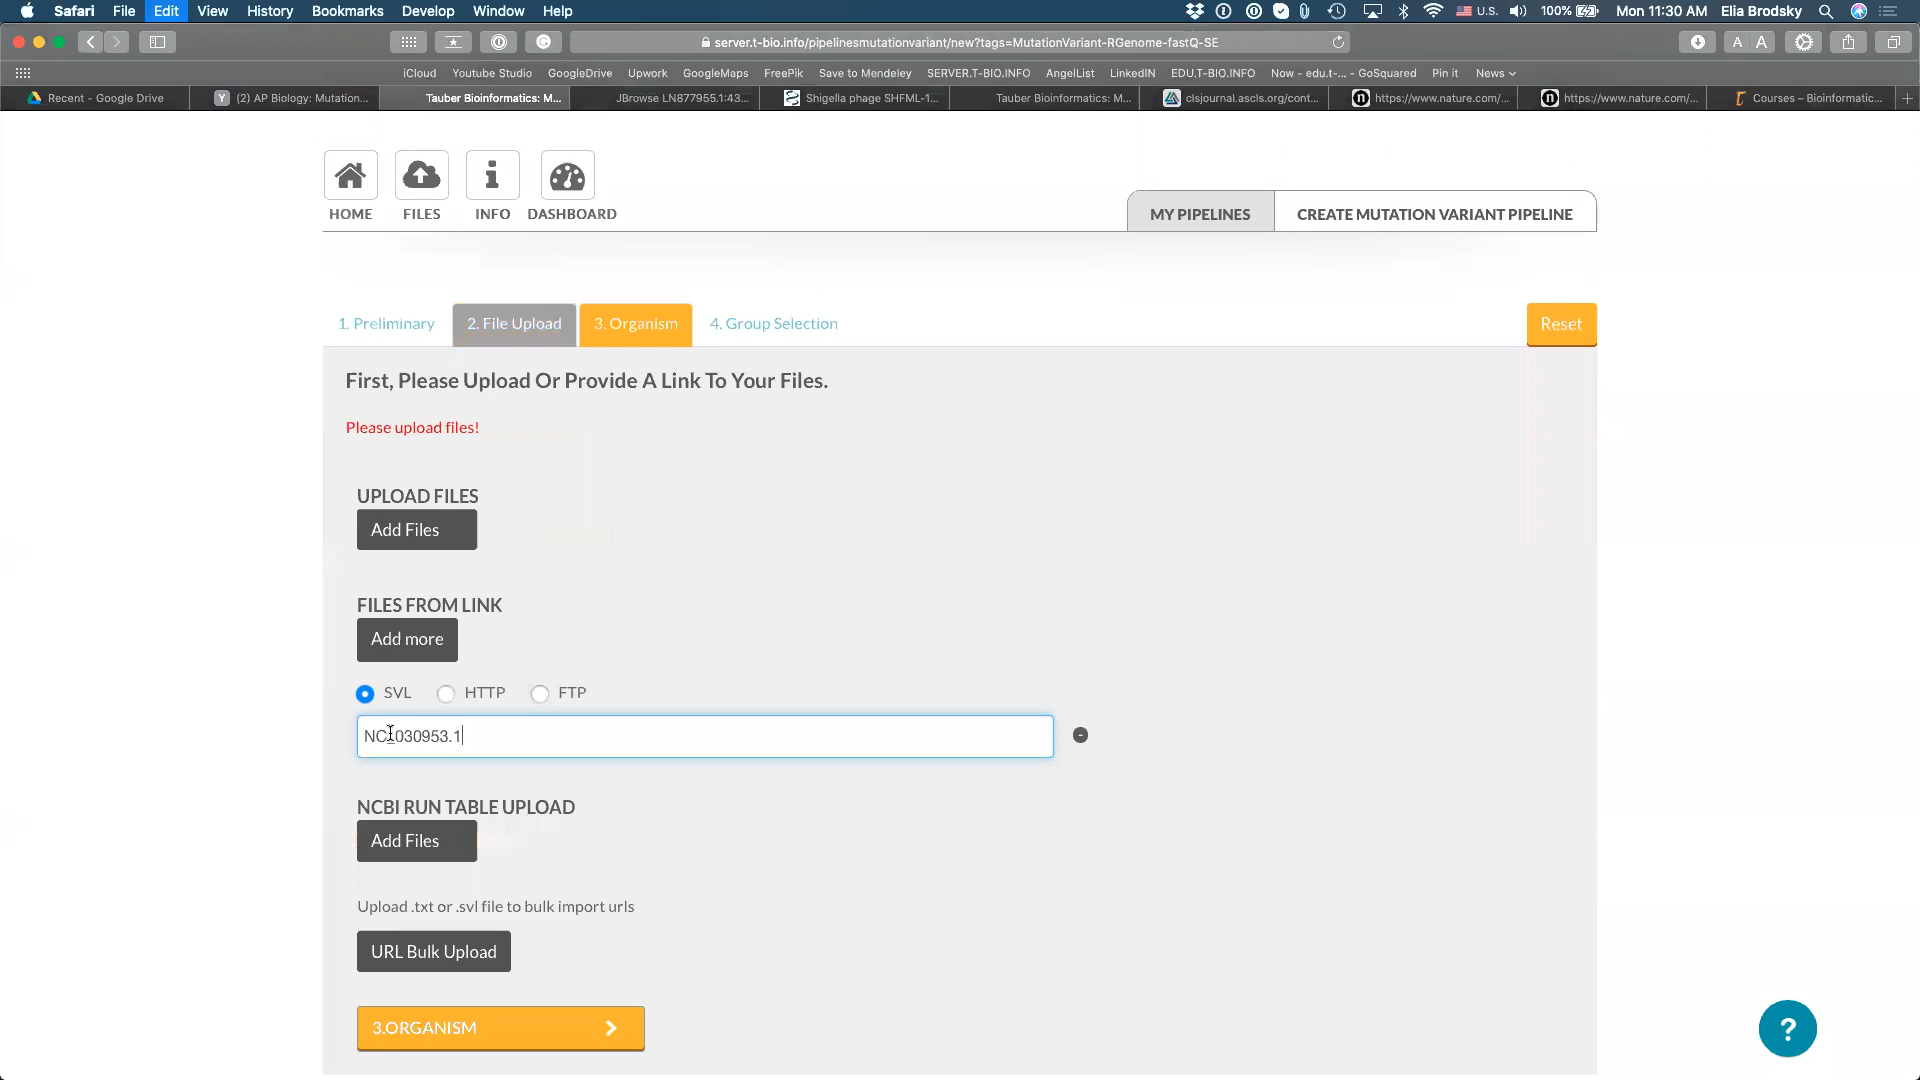 Safari File Edit View History Bookmarks Develop Window Help U.S. 100% Mon 11:30 AM Elia Brodsky
server.t-bio.info/pipelinesmutationvariant/new?tags=MutationVariant-RGenome-fastQ-SE A A
iCloud Youtube Studio GoogleDrive Upwork GoogleMaps FreePik Save to Mendeley SERVER.T-BIO.INFO AngelList LinkedIN EDU.T-BIO.INFO Now - edu.t-... - GoSquared Pin it News
Recent - Google Drive (2) AP Biology: Mutation... Tauber Bioinformatics: M... JBrowse LN877955.1:43... Shigella phage SHFML-1... Tauber Bioinformatics: M... clsjournal.ascls.org/cont... https://www.nature.com/... https://www.nature.com/... Courses – Bioinformatic...
HOME FILES INFO DASHBOARD
MY PIPELINES CREATE MUTATION VARIANT PIPELINE
1. Preliminary 2. File Upload 3. Organism 4. Group Selection Reset
First, Please Upload Or Provide A Link To Your Files.
Please upload files!
UPLOAD FILES
Add Files
FILES FROM LINK
Add more
SVL HTTP FTP
NC_030953.1
NCBI RUN TABLE UPLOAD
Add Files
Upload .txt or .svl file to bulk import urls
URL Bulk Upload
3.ORGANISM
?